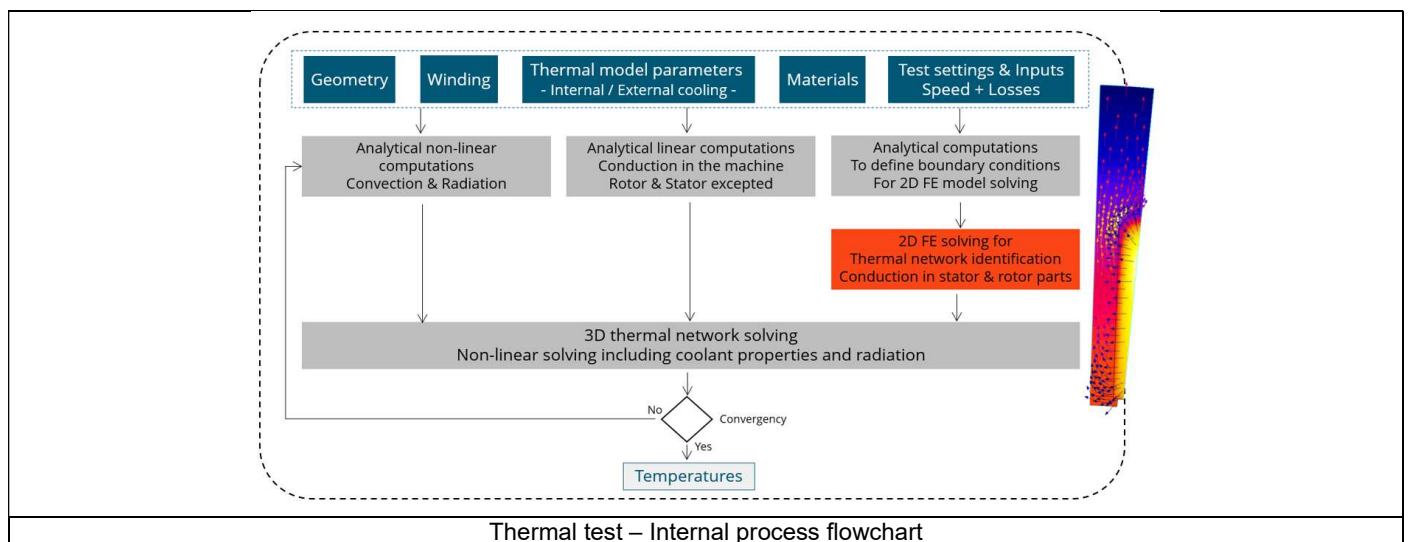 Geometry
Winding
Thermal model parameters
- Internal / External cooling -
Materials
Test settings & Inputs
Speed + Losses
Analytical non-linear
computations
Convection & Radiation
Analytical linear computations
Conduction in the machine
Rotor & Stator excepted
Analytical computations
To define boundary conditions
For 2D FE model solving
2D FE solving for
Thermal network identification
Conduction in stator & rotor parts
3D thermal network solving
Non-linear solving including coolant properties and radiation
No
Convergency
Yes
Temperatures
Thermal test – Internal process flowchart